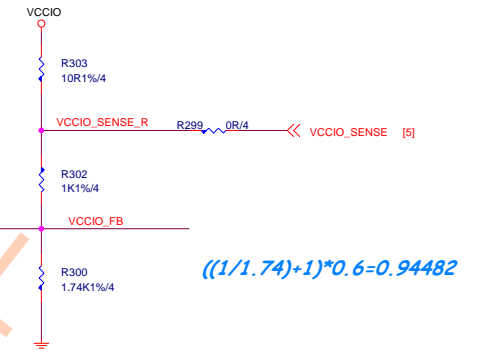 VCCIO
R303
10R1%/4
VCCIO_SENSE_R
R299
0R/4
VCCIO_SENSE [5]
R302
1K1%/4
VCCIO_FB
R300
1.74K1%/4
((1/1.74)+1)*0.6=0.94482